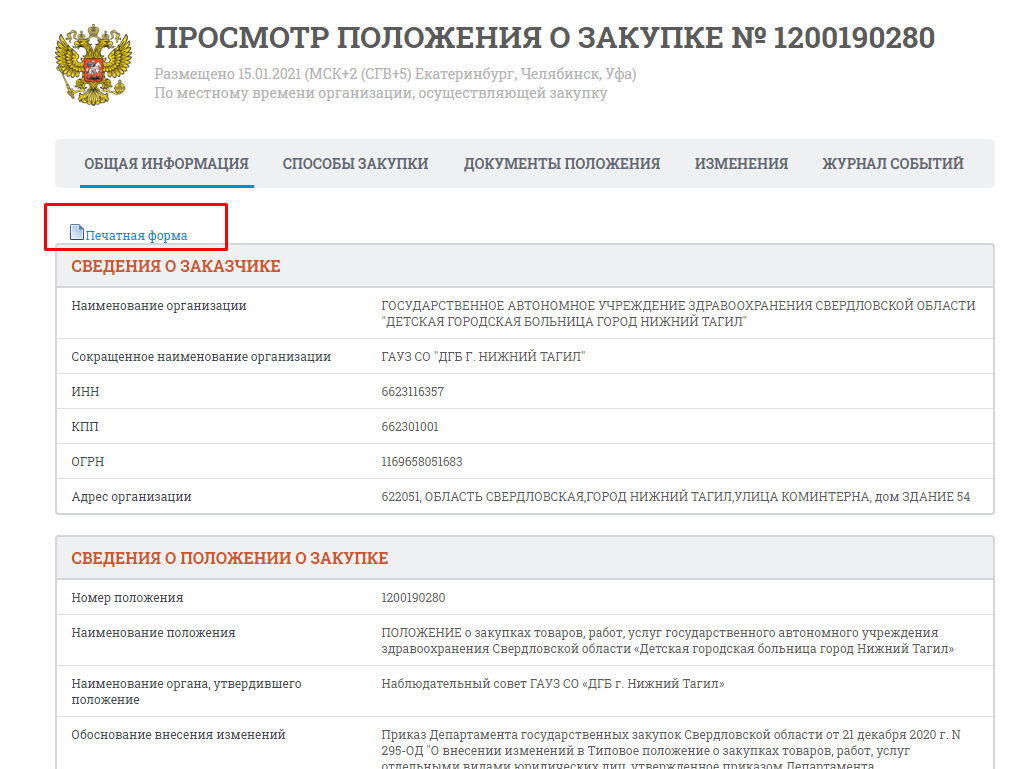 ПРОСМОТР ПОЛОЖЕНИЯ О ЗАКУПКЕ № 1200190280
Размещено 15.01.2021 (МСК+2 (СГВ+5) Екатеринбург, Челябинск, Уфа)
По местному времени организации, осуществляющей закупку
ОБЩАЯ ИНФОРМАЦИЯ СПОСОБЫ ЗАКУПКИ ДОКУМЕНТЫ ПОЛОЖЕНИЯ ИЗМЕНЕНИЯ ЖУРНАЛ СОБЫТИЙ
Печатная форма
СВЕДЕНИЯ О ЗАКАЗЧИКЕ
Наименование организации ГОСУДАРСТВЕННОЕ АВТОНОМНОЕ УЧРЕЖДЕНИЕ ЗДРАВООХРАНЕНИЯ СВЕРДЛОВСКОЙ ОБЛАСТИ
"ДЕТСКАЯ ГОРОДСКАЯ БОЛЬНИЦА ГОРОД НИЖНИЙ ТАГИЛ"
Сокращенное наименование организации ГАУЗ СО "ДГБ Г. НИЖНИЙ ТАГИЛ"
ИНН 6623116357
КПП 662301001
ОГРН 1169658051683
Адрес организации 622051, ОБЛАСТЬ СВЕРДЛОВСКАЯ,ГОРОД НИЖНИЙ ТАГИЛ,УЛИЦА КОМИНТЕРНА, дом ЗДАНИЕ 54
СВЕДЕНИЯ О ПОЛОЖЕНИИ О ЗАКУПКЕ
Номер положения 1200190280
Наименование положения ПОЛОЖЕНИЕ о закупках товаров, работ, услуг государственного автономного учреждения
здравоохранения Свердловской области «Детская городская больница город Нижний Тагил»
Наименование органа, утвердившего Наблюдательный совет ГАУЗ СО «ДГБ г. Нижний Тагил»
положение
Обоснование внесения изменений Приказ Департамента государственных закупок Свердловской области от 21 декабря 2020 г. N
295-ОД "О внесении изменений в Типовое положение о закупках товаров, работ, услуг
отдельными видами юридических лиц, утвержденное приказом Департамента